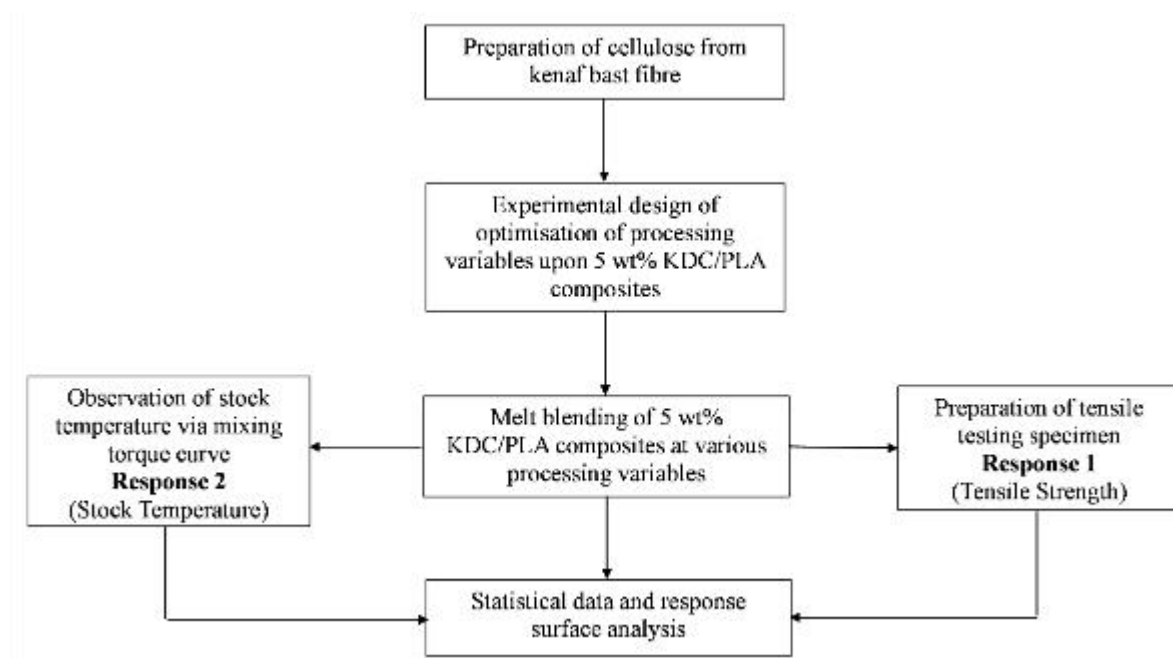 Preparation of cellulose from
kenaf bast fibre
Experimental design of
optimisation of processing
variables upon 5 wt% KDC/PLA
composites
Observation of stock
temperature via mixing
torque curve
Response 2
(Stock Temperature)
Melt blending of 5 wt%
KDC/PLA composites at various
processing variables
Preparation of tensile
testing specimen
Response 1
(Tensile Strength)
Statistical data and response
surface analysis